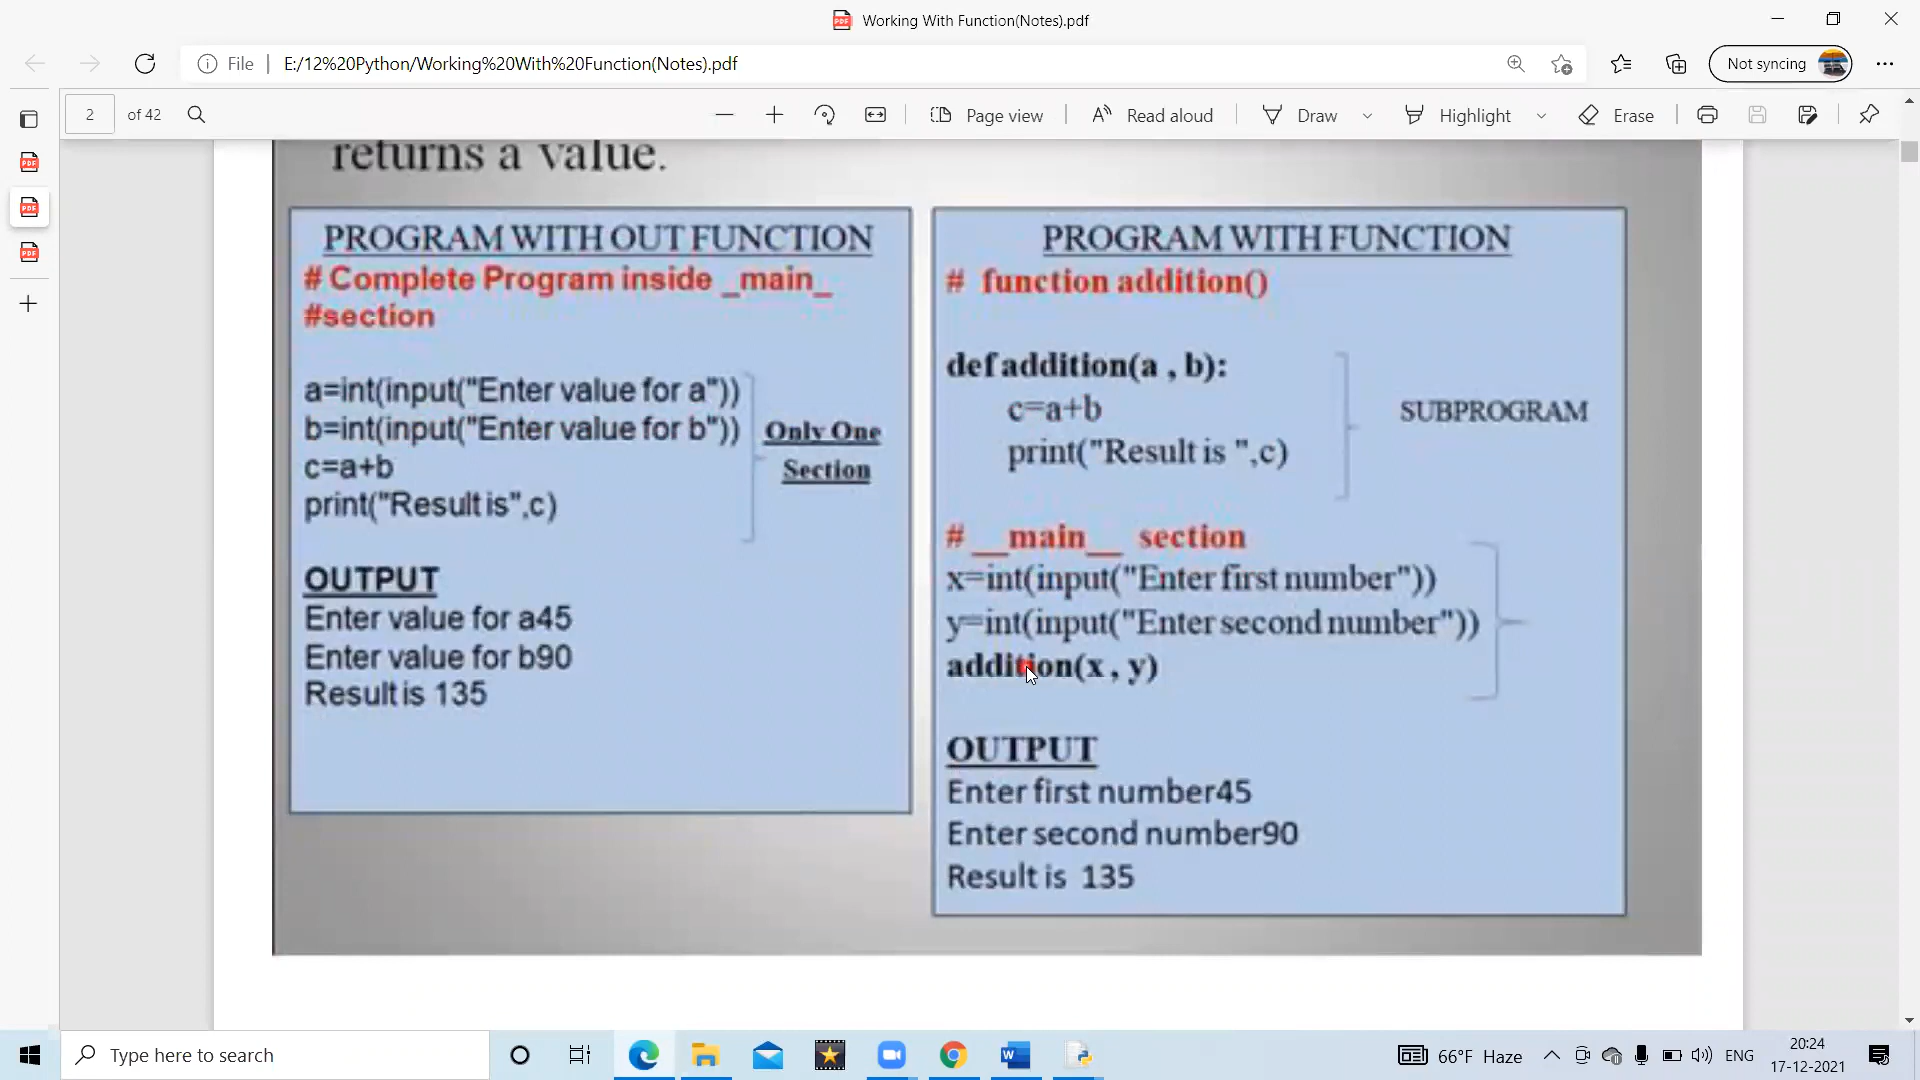 Working With Function(Notes).pdf
File
E:/12%20Python/Working%20With%20Function(Notes).pdf
Not syncing
2 of 42
Page view
Read aloud
Draw
Highlight
Erase
returns a value.
PROGRAM WITH OUT FUNCTION
# Complete Program inside _main_
#section
a=int(input("Enter value for a"))
b=int(input("Enter value for b"))
c=a+b
print("Result is",c)
Only One
Section
OUTPUT
Enter value for a45
Enter value for b90
Result is 135
PROGRAM WITH FUNCTION
# function addition()
def addition(a , b):
c=a+b
print("Result is ",c)
SUBPROGRAM
# __main__ section
x=int(input("Enter first number"))
y=int(input("Enter second number"))
addition(x , y)
OUTPUT
Enter first number45
Enter second number90
Result is 135
Type here to search
66°F Haze
ENG
20:24
17-12-2021